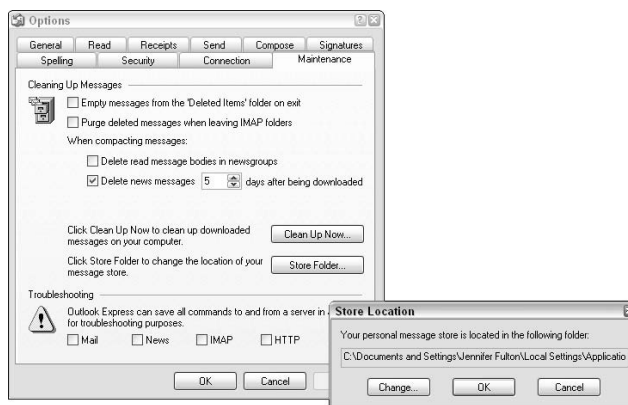 Options
General Read Receipts Send Compose Signatures
Spelling Security Connection Maintenance
Cleaning Up Messages
Empty messages from the 'Deleted Items' folder on exit
Purge deleted messages when leaving IMAP folders
When compacting messages:
Delete read message bodies in newsgroups
Delete news messages 5 days after being downloaded
Click Clean Up Now to clean up downloaded
messages on your computer.
Clean Up Now...
Click Store Folder to change the location of your
message store.
Store Folder...
Troubleshooting
Outlook Express can save all commands to and from a server in
for troubleshooting purposes.
Mail News IMAP HTTP
OK Cancel
Store Location
Your personal message store is located in the following folder:
C:\Documents and Settings\Jennifer Fulton\Local Settings\Applicatio
Change... OK Cancel